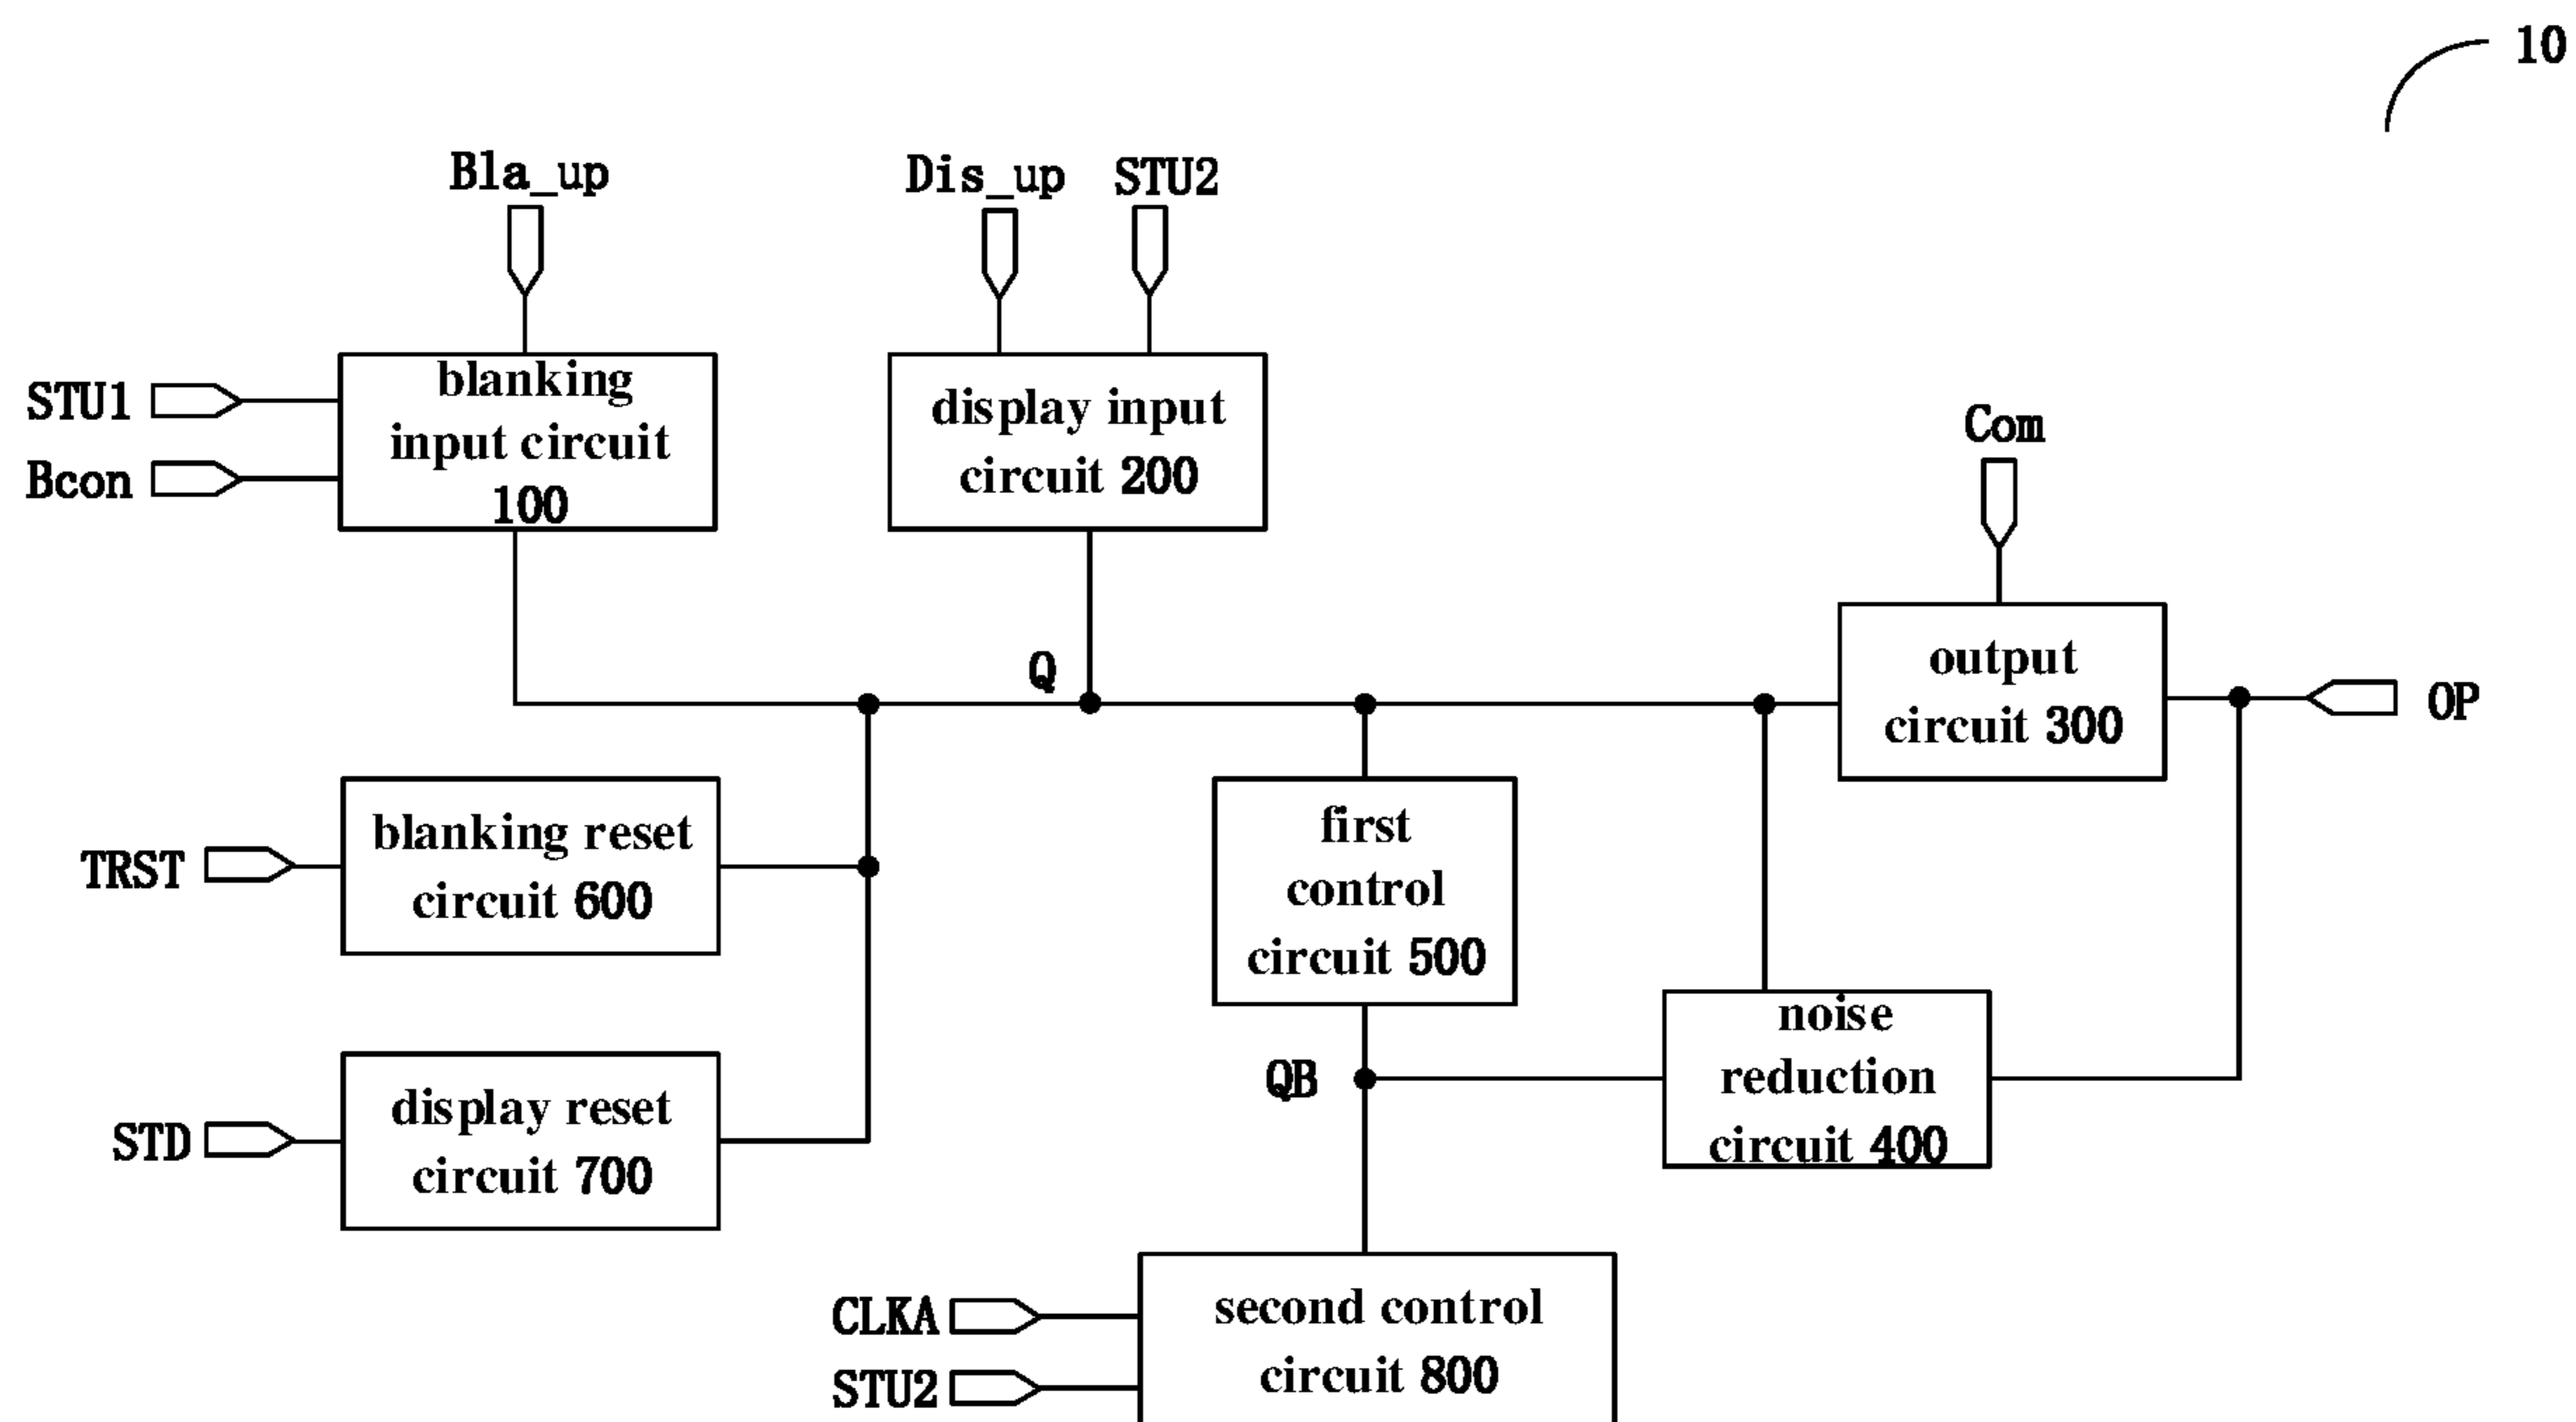 10
Bla_up
Dis_up STU2
STU1
Bcon
blanking
input circuit
100
display input
circuit 200
Com
output
circuit 300
OP
Q
TRST
blanking reset
circuit 600
first
control
circuit 500
STD
display reset
circuit 700
QB
noise
reduction
circuit 400
CLKA
STU2
second control
circuit 800